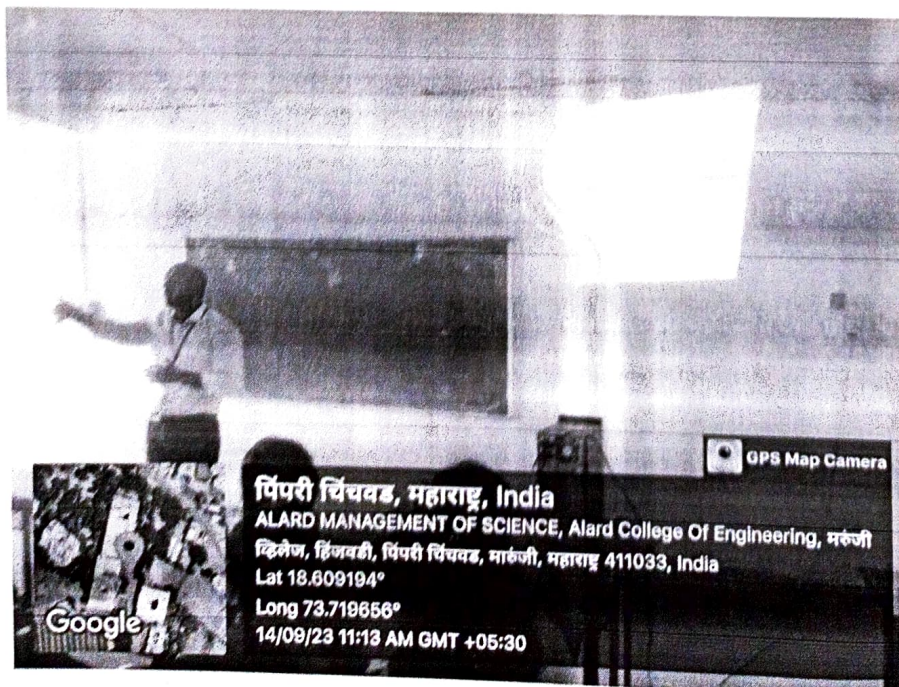 GPS Map Camera
पिंपरी चिंचवड, महाराष्ट्र, India
ALARD MANAGEMENT OF SCIENCE, Alard College Of Engineering, मरुंजी
व्हिलेज, हिंजवडी, पिंपरी चिंचवड, मारुंजी, महाराष्ट्र 411033, India
Lat 18.609194°
Long 73.719656°
14/09/23 11:13 AM GMT +05:30
Google